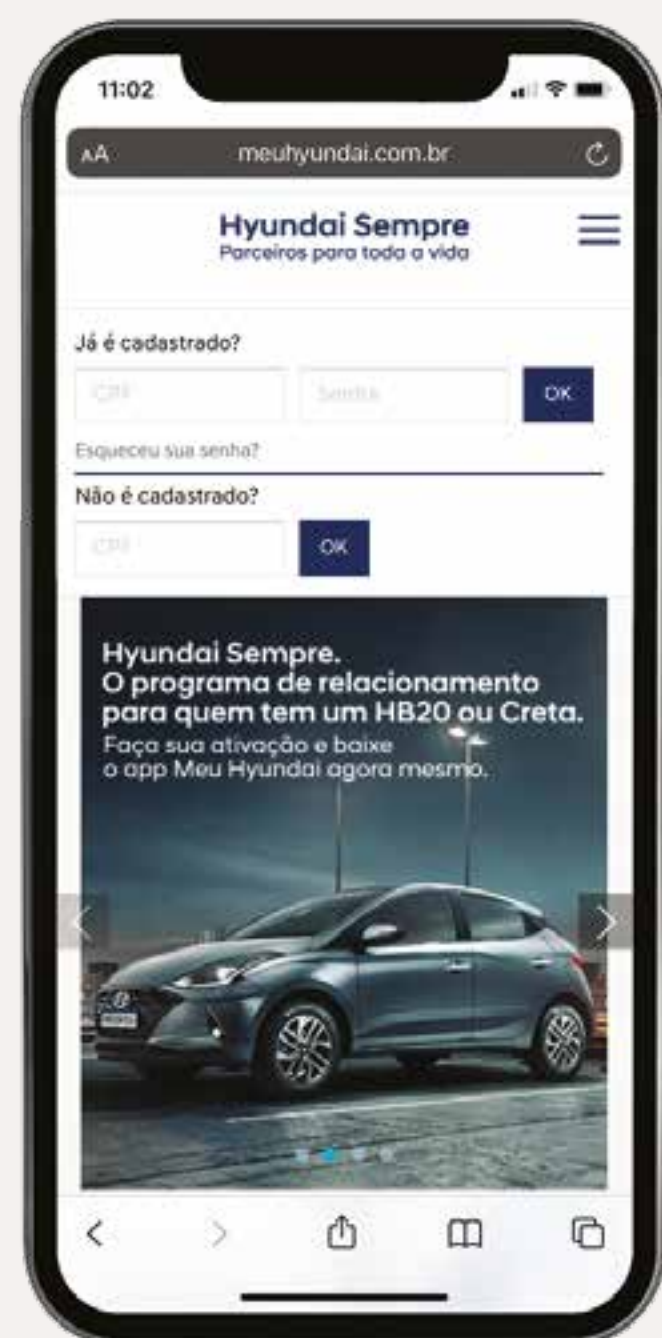 11:02
AA
meuhyundai.com.br
Hyundai Sempre
Parceiros para toda a vida
Já é cadastrado?
CPF Senha OK
Esqueceu sua senha?
Não é cadastrado?
CPF OK
Hyundai Sempre.
O programa de relacionamento
para quem tem um HB20 ou Creta.
Faça sua ativação e baixe
o app Meu Hyundai agora mesmo.